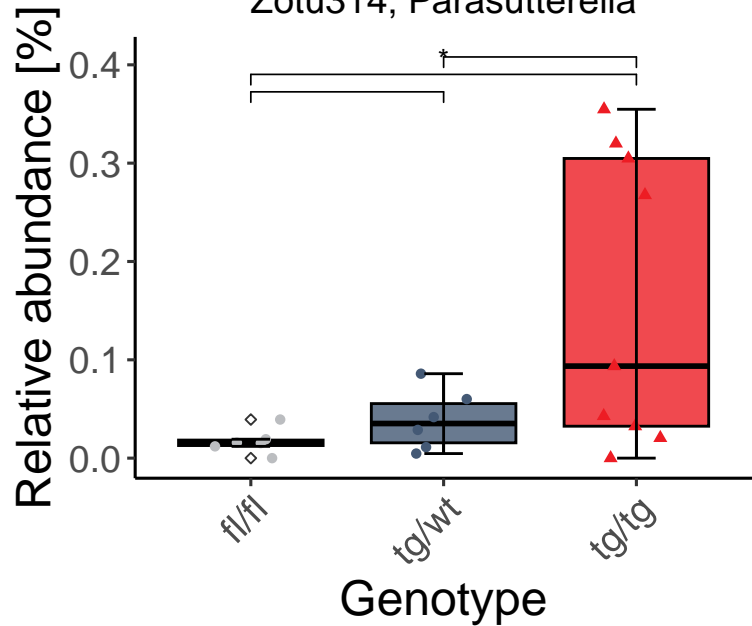 Zotu314, Parasutterella
Relative abundance [%]
0.4
0.3
0.2
0.1
0.0
*
fl/fl
tg/wt
tg/tg
Genotype